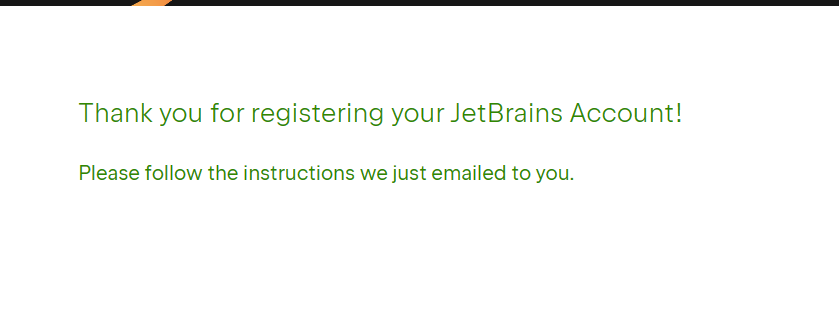 Thank you for registering your JetBrains Account!
Please follow the instructions we just emailed to you.